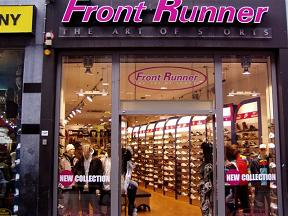 NY
Front Runner
THE ART OF SPORTS
Front Runner
NEW COLLECTION
NEW COLLECTION